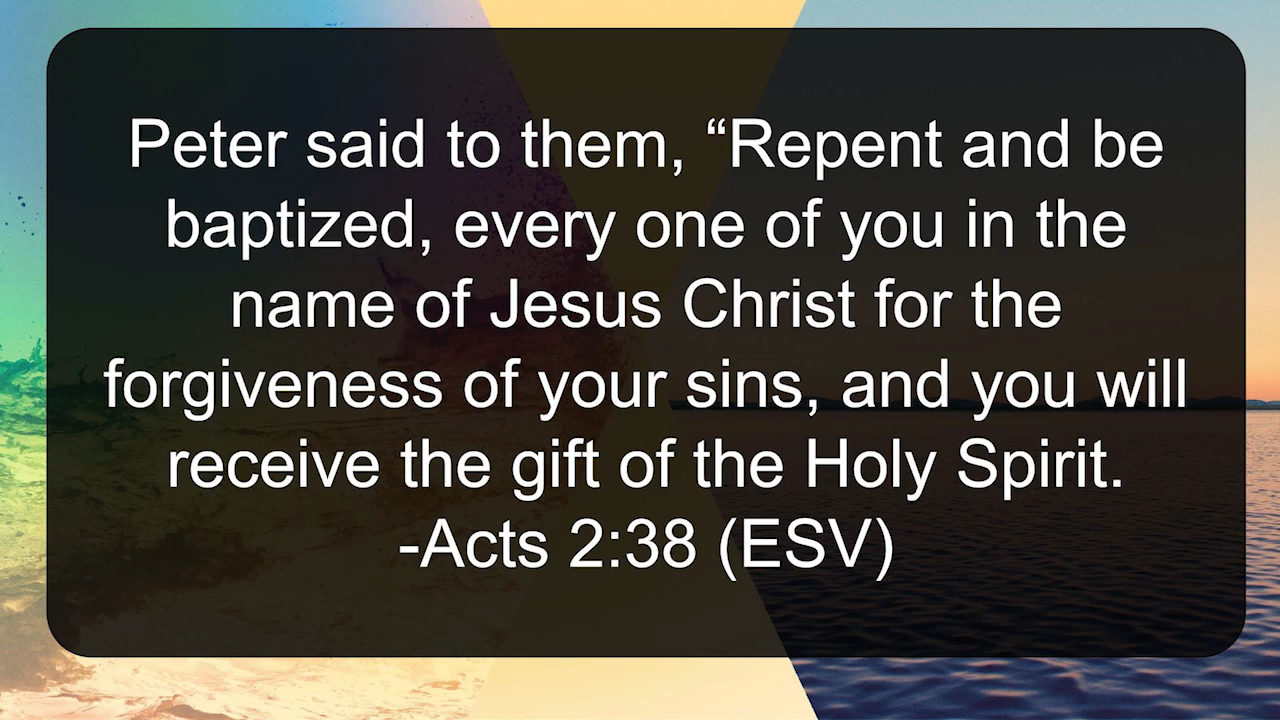 Peter said to them, “Repent and be
baptized, every one of you in the
name of Jesus Christ for the
forgiveness of your sins, and you will
receive the gift of the Holy Spirit.
-Acts 2:38 (ESV)